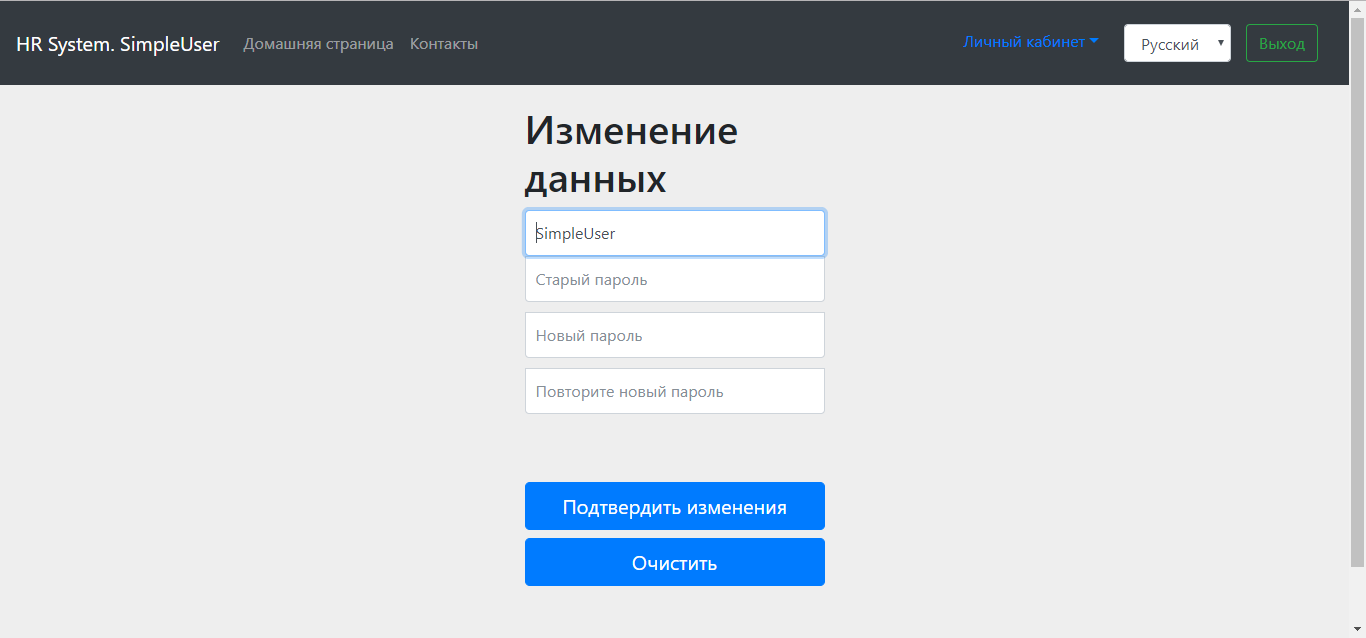 HR System. SimpleUser Домашняя страница Контакты Личный кабинет Русский Выход
Изменение
данных
SimpleUser
Старый пароль
Новый пароль
Повторите новый пароль
Подтвердить изменения
Очистить